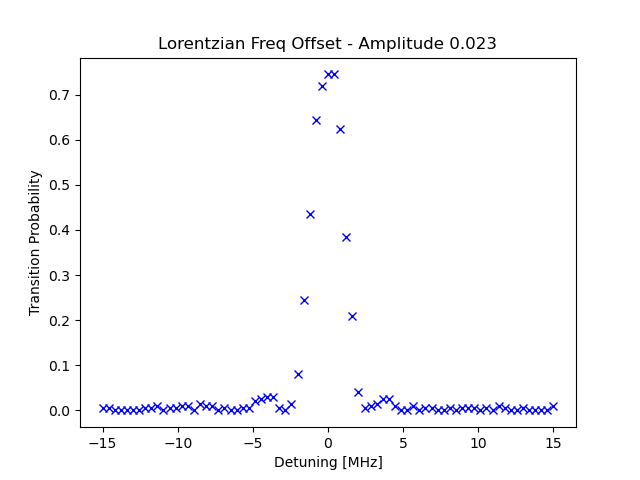 Lorentzian Freq Offset - Amplitude 0.023
Transition Probability
0.7
0.6
0.5
0.4
0.3
0.2
0.1
0.0
−15 −10 −5 0 5 10 15
Detuning [MHz]